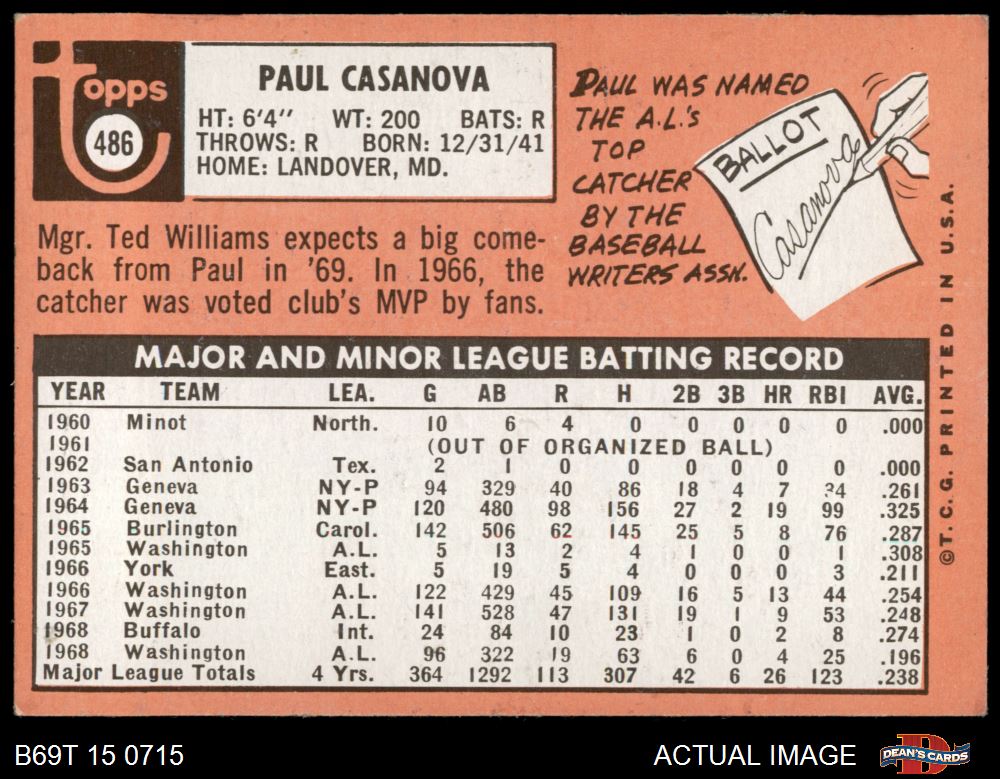 topps
486
PAUL CASANOVA
HT: 6'4" WT: 200 BATS: R
THROWS: R BORN: 12/31/41
HOME: LANDOVER, MD.
Mgr. Ted Williams expects a big come-
back from Paul in '69. In 1966, the
catcher was voted club's MVP by fans.
PAUL WAS NAMED
THE A.L.'S
TOP
CATCHER
BY THE
BASEBALL
WRITERS ASSN.
BALLOT
Casanova
MAJOR AND MINOR LEAGUE BATTING RECORD
YEAR TEAM LEA. G AB R H 2B 3B HR RBI AVG.
1960 Minot North. 10 6 4 0 0 0 0 0 .000
1961 (OUT OF ORGANIZED BALL)
1962 San Antonio Tex. 2 1 0 0 0 0 0 0 .000
1963 Geneva NY-P 94 329 40 86 18 4 7 34 .261
1964 Geneva NY-P 120 480 98 156 27 2 19 99 .325
1965 Burlington Carol. 142 506 62 145 25 5 8 76 .287
1965 Washington A.L. 5 13 2 4 1 0 0 1 .308
1966 York East. 5 19 5 4 0 0 0 3 .211
1966 Washington A.L. 122 429 45 109 16 5 13 44 .254
1967 Washington A.L. 141 528 47 131 19 1 9 53 .248
1968 Buffalo Int. 24 84 10 23 1 0 2 8 .274
1968 Washington A.L. 96 322 19 63 6 0 4 25 .196
Major League Totals 4 Yrs. 364 1292 113 307 42 6 26 123 .238
©T.C.G. PRINTED IN U.S.A.
B69T 15 0715
ACTUAL IMAGE
DEAN'S CARDS